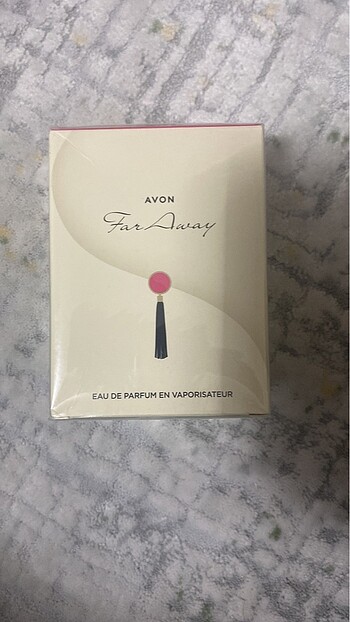 AVON
Far Away
EAU DE PARFUM EN VAPORISATEUR